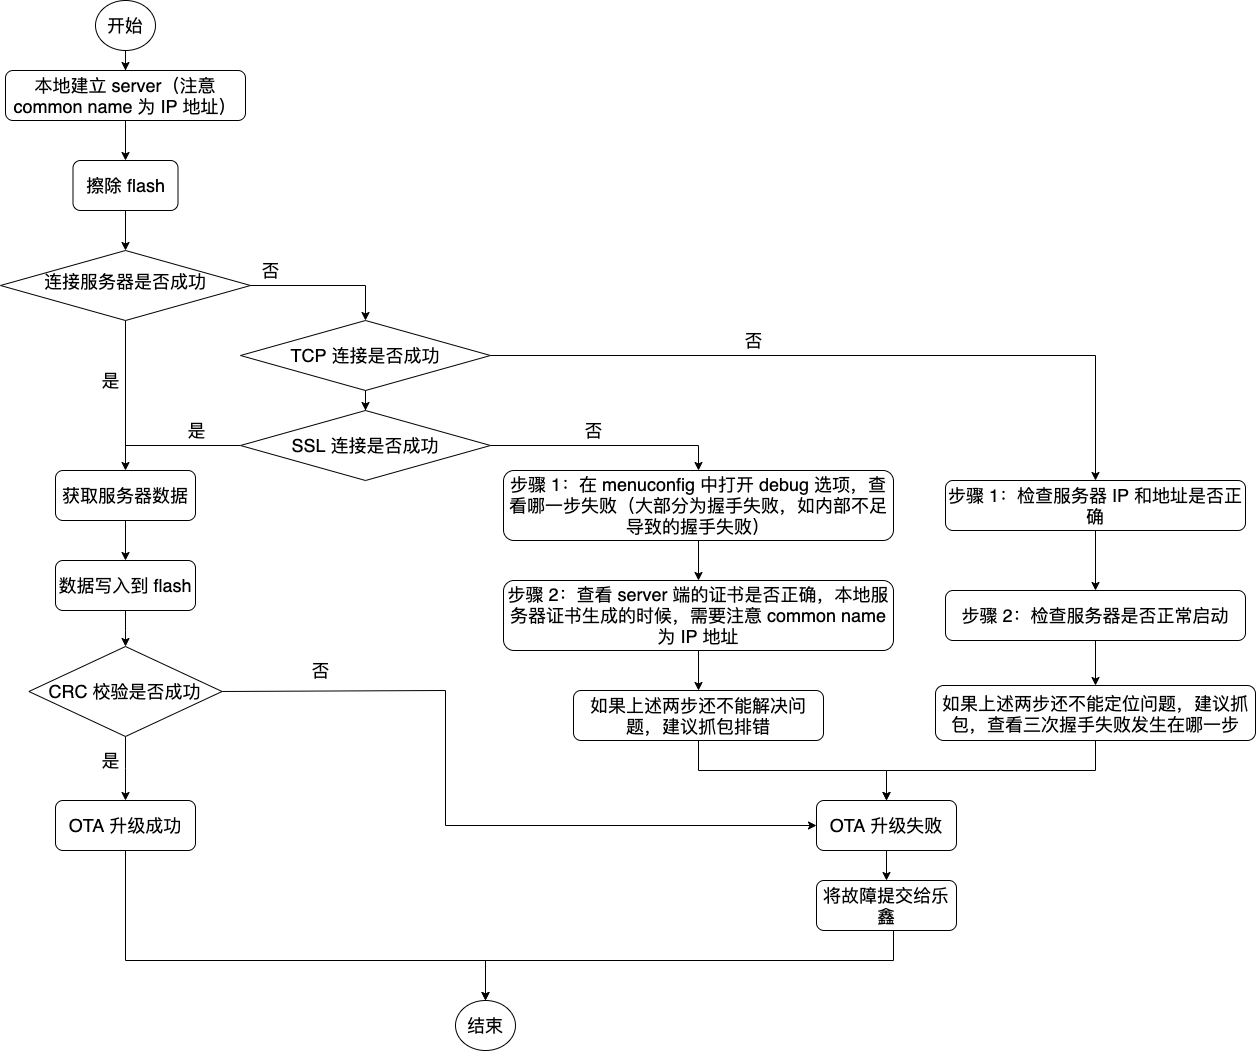 开始
本地建立 server（注意
common name 为 IP 地址）
擦除 flash
连接服务器是否成功
否
TCP 连接是否成功
否
是
是
SSL 连接是否成功
否
获取服务器数据
步骤 1：在 menuconfig 中打开 debug 选项，查
看哪一步失败（大部分为握手失败，如内部不足
导致的握手失败）
步骤 1：检查服务器 IP 和地址是否正
确
数据写入到 flash
步骤 2：查看 server 端的证书是否正确，本地服
务器证书生成的时候，需要注意 common name
为 IP 地址
步骤 2：检查服务器是否正常启动
CRC 校验是否成功
否
如果上述两步还不能解决问
题，建议抓包排错
如果上述两步还不能定位问题，建议抓
包，查看三次握手失败发生在哪一步
是
OTA 升级成功
OTA 升级失败
将故障提交给乐
鑫
结束